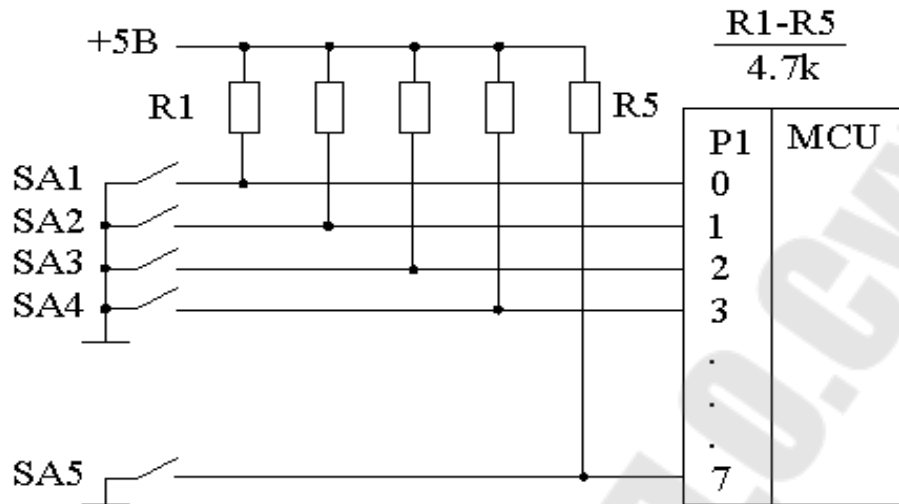 +5В
R1-R5
4.7k
R1
R5
P1
MCU
SA1
0
SA2
1
SA3
2
SA4
3
.
.
.
SA5
7